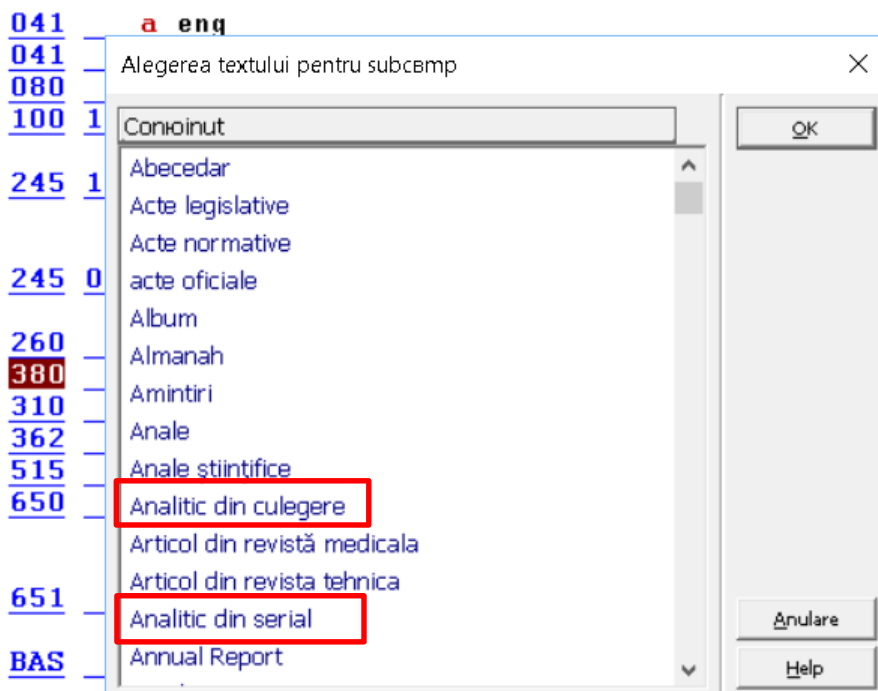 041 _ a eng
041 _
080 _
100 1
245 1
245 0
260 _
380
310 _
362 _
515 _
650 _
651 _
BAS _
Alegerea textului pentru subcвmp
Conюinut
Abecedar
Acte legislative
Acte normative
acte oficiale
Album
Almanah
Amintiri
Anale
Anale științifice
Analitic din culegere
Articol din revistă medicala
Articol din revista tehnica
Analitic din serial
Annual Report
OK
Anulare
Help